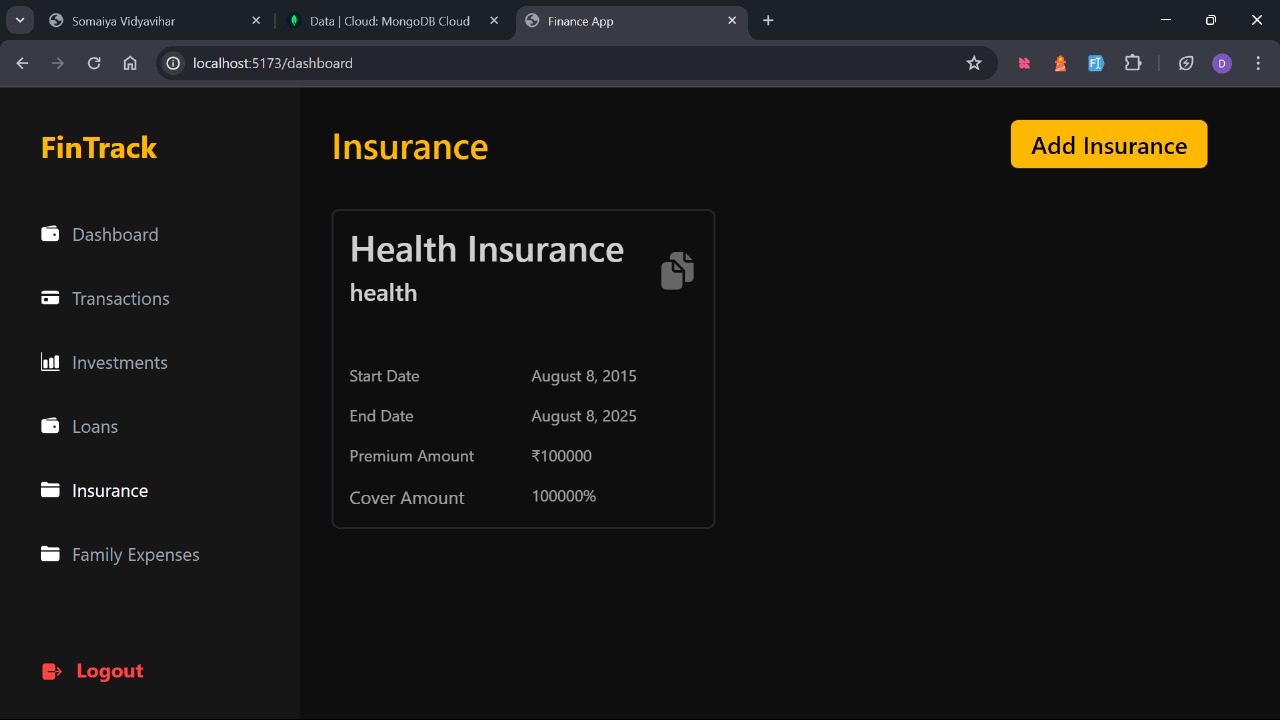 Somaiya Vidyavihar
Data | Cloud: MongoDB Cloud
Finance App
localhost:5173/dashboard
D
FinTrack
Dashboard
Transactions
Investments
Loans
Insurance
Family Expenses
Logout
Insurance
Add Insurance
Health Insurance
health
Start Date August 8, 2015
End Date August 8, 2025
Premium Amount ₹100000
Cover Amount 100000%